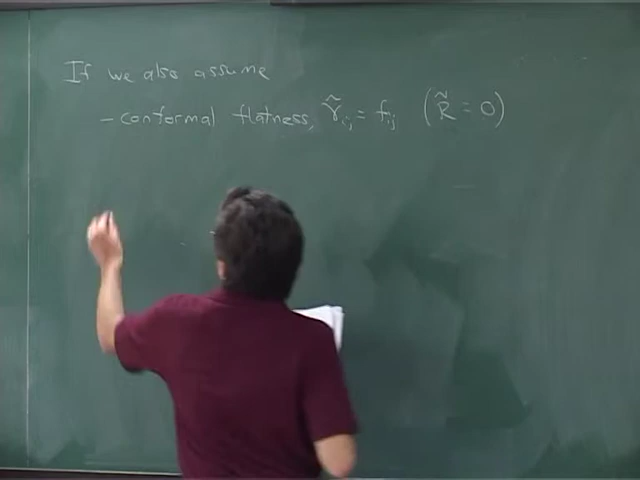 If we also assume
- conformal flatness, γ̃ᵢⱼ = fᵢⱼ (R̃ = 0)